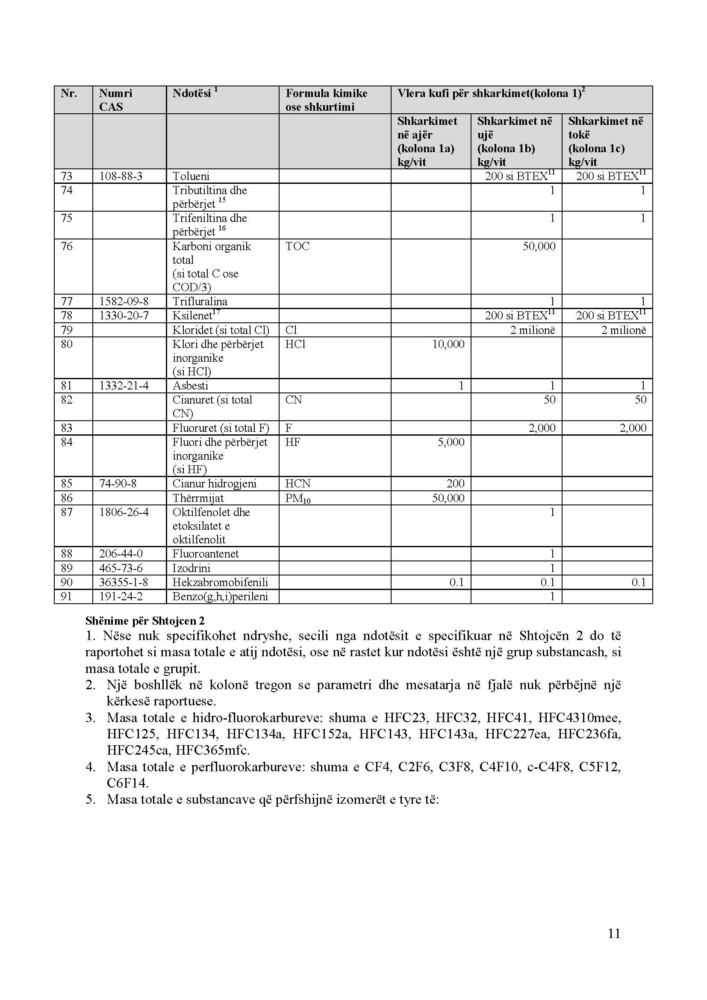 Nr. Numri Ndotësi 1 Formula kimike Vlera kufi për shkarkimet(kolona 1)2
CAS ose shkurtimi
Shkarkimet Shkarkimet në Shkarkimet në
në ajër ujë tokë
(kolona 1a) (kolona 1b) (kolona 1c)
kg/vit kg/vit kg/vit
73 108-88-3 Tolueni 200 si BTEX11 200 si BTEX11
74 Tributiltina dhe 1 1
përbërjet 15
75 Trifeniltina dhe 1 1
përbërjet 16
76 Karboni organik TOC 50,000
total
(si total C ose
COD/3)
77 1582-09-8 Trifluralina 1 1
78 1330-20-7 Ksilenet17 200 si BTEX11 200 si BTEX11
79 Kloridet (si total Cl) Cl 2 milionë 2 milionë
80 Klori dhe përbërjet HCl 10,000
inorganike
(si HCl)
81 1332-21-4 Asbesti 1 1 1
82 Cianuret (si total CN 50 50
CN)
83 Fluoruret (si total F) F 2,000 2,000
84 Fluori dhe përbërjet HF 5,000
inorganike
(si HF)
85 74-90-8 Cianur hidrogjeni HCN 200
86 Thërrmijat PM10 50,000
87 1806-26-4 Oktilfenolet dhe 1
etoksilatet e
oktilfenolit
88 206-44-0 Fluoroantenet 1
89 465-73-6 Izodrini 1
90 36355-1-8 Hekzabromobifenili 0.1 0.1 0.1
91 191-24-2 Benzo(g,h,i)perileni 1
Shënime për Shtojcen 2
1. Nëse nuk specifikohet ndryshe, secili nga ndotësit e specifikuar në Shtojcën 2 do të
raportohet si masa totale e atij ndotësi, ose në rastet kur ndotësi është një grup substancash, si
masa totale e grupit.
2. Një boshllëk në kolonë tregon se parametri dhe mesatarja në fjalë nuk përbëjnë një
kërkesë raportuese.
3. Masa totale e hidro-fluorokarbureve: shuma e HFC23, HFC32, HFC41, HFC4310mee,
HFC125, HFC134, HFC134a, HFC152a, HFC143, HFC143a, HFC227ea, HFC236fa,
HFC245ca, HFC365mfc.
4. Masa totale e perfluorokarbureve: shuma e CF4, C2F6, C3F8, C4F10, c-C4F8, C5F12,
C6F14.
5. Masa totale e substancave që përfshijnë izomerët e tyre të:
11